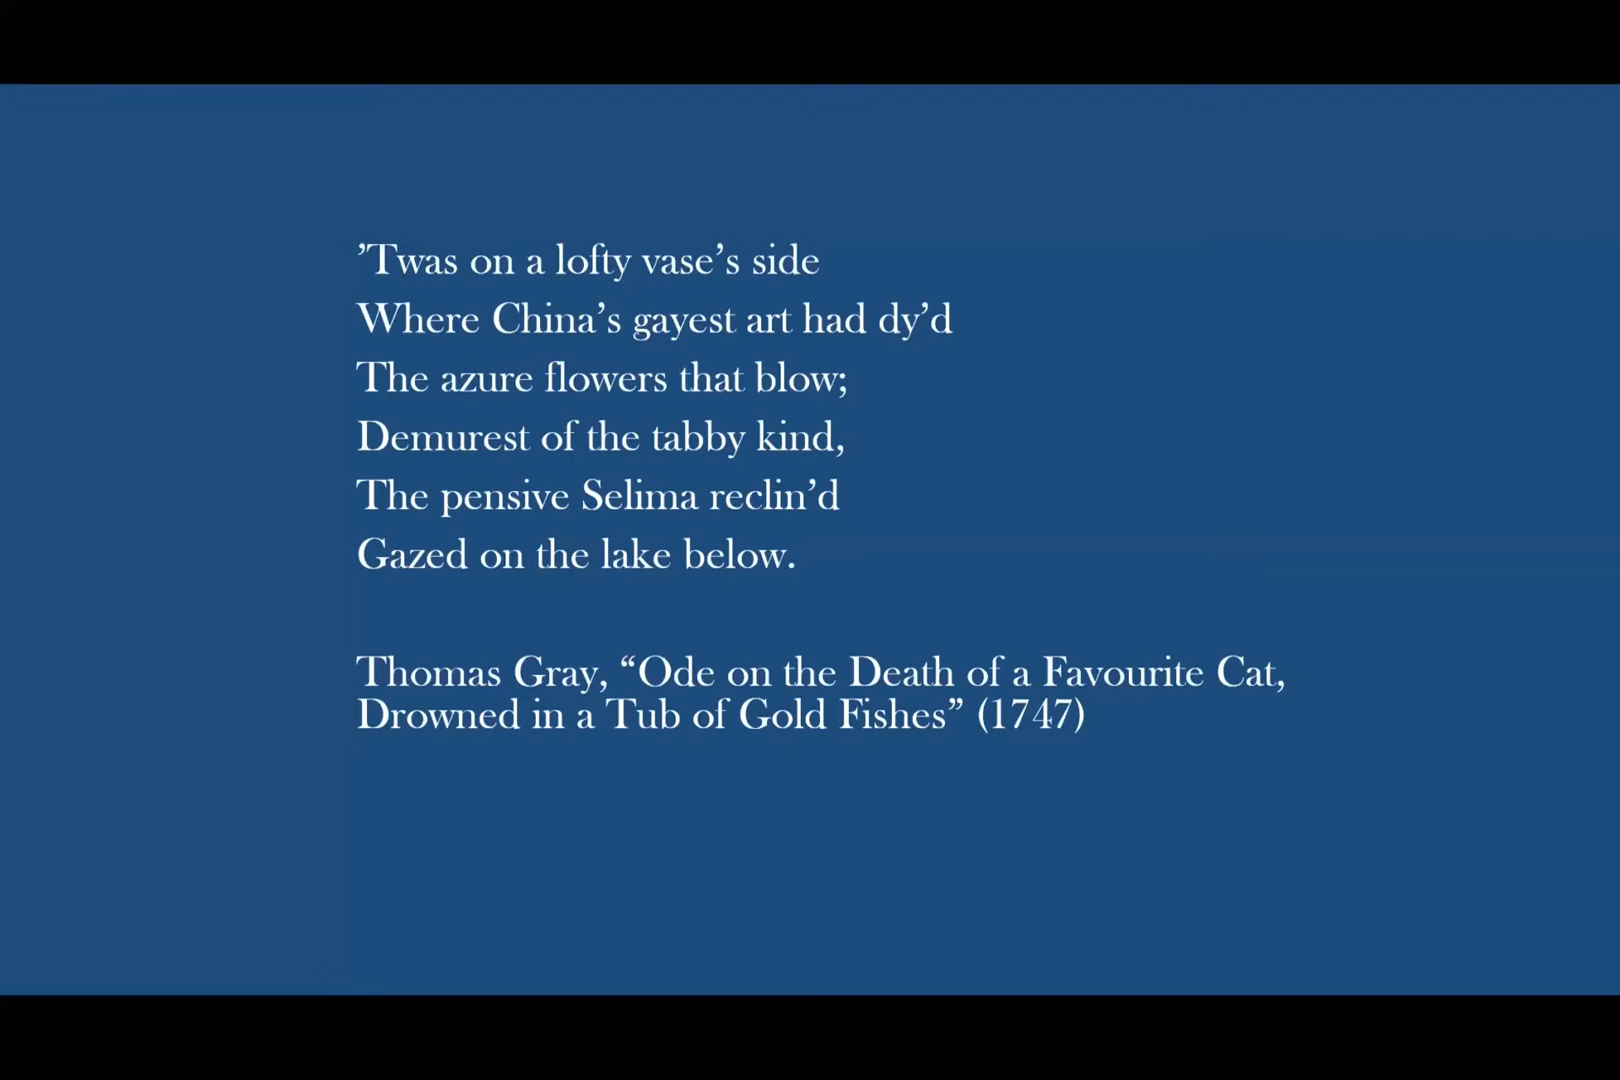 ’Twas on a lofty vase’s side
Where China’s gayest art had dy’d
The azure flowers that blow;
Demurest of the tabby kind,
The pensive Selima reclin’d
Gazed on the lake below.
Thomas Gray, “Ode on the Death of a Favourite Cat,
Drowned in a Tub of Gold Fishes” (1747)